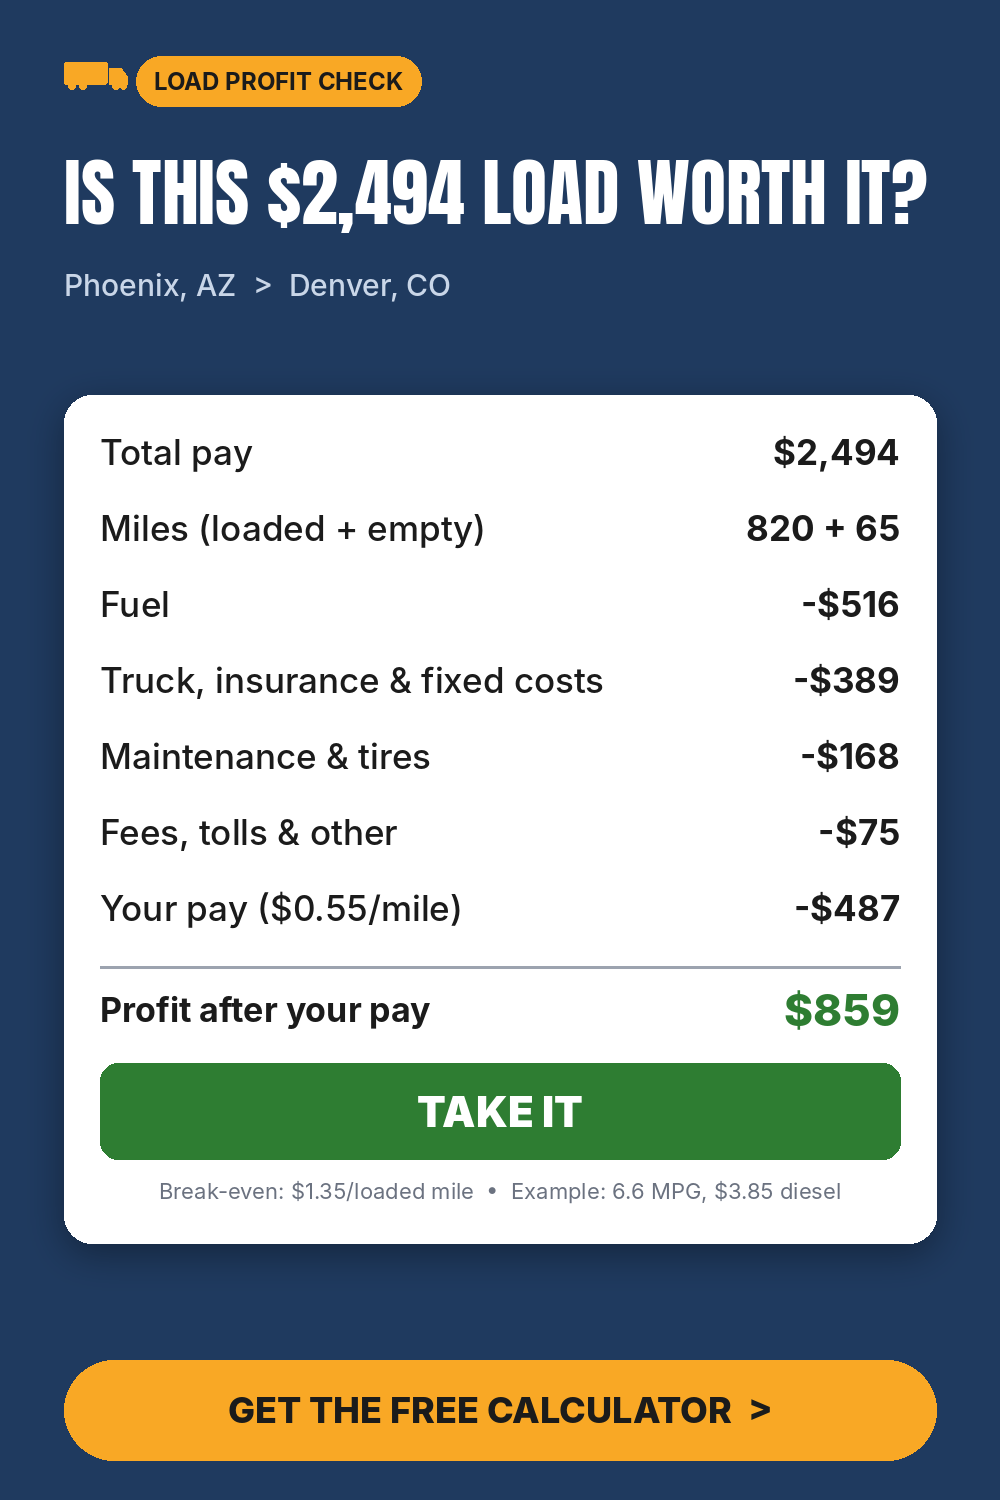 LOAD PROFIT CHECK
IS THIS $2,494 LOAD WORTH IT?
Phoenix, AZ > Denver, CO
Total pay $2,494
Miles (loaded + empty) 820 + 65
Fuel -$516
Truck, insurance & fixed costs -$389
Maintenance & tires -$168
Fees, tolls & other -$75
Your pay ($0.55/mile) -$487
Profit after your pay $859
TAKE IT
Break-even: $1.35/loaded mile • Example: 6.6 MPG, $3.85 diesel
GET THE FREE CALCULATOR >